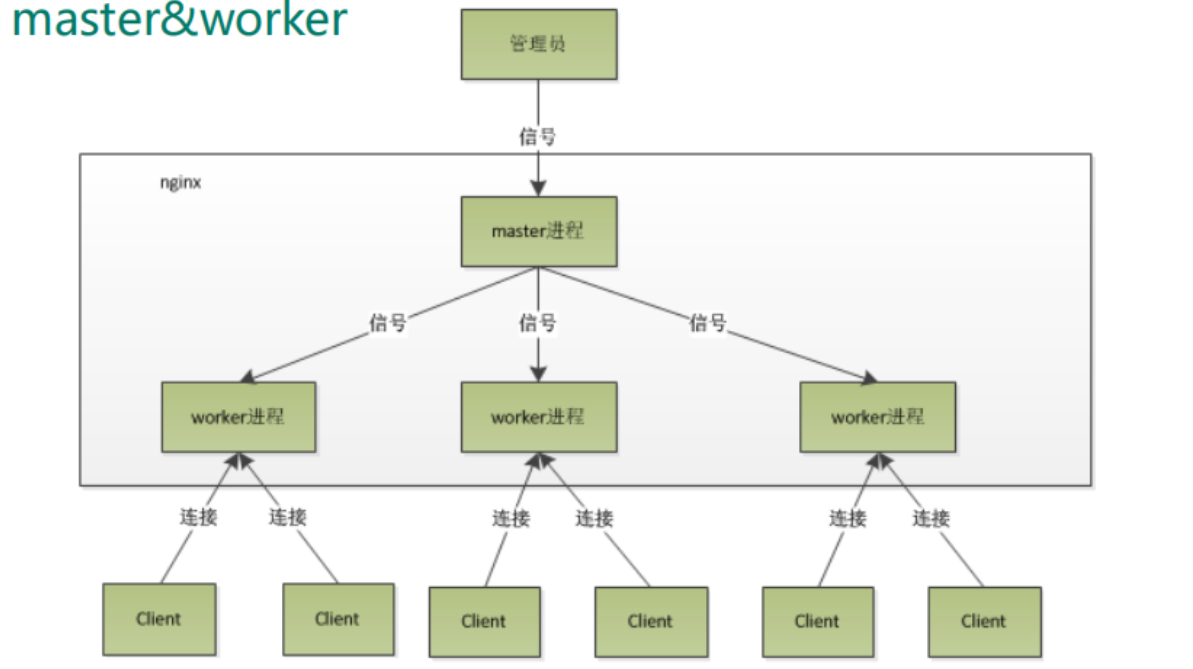 master&worker
管理员
信号
nginx
master进程
信号 信号 信号
worker进程 worker进程 worker进程
连接 连接 连接 连接 连接 连接
Client Client Client Client Client Client